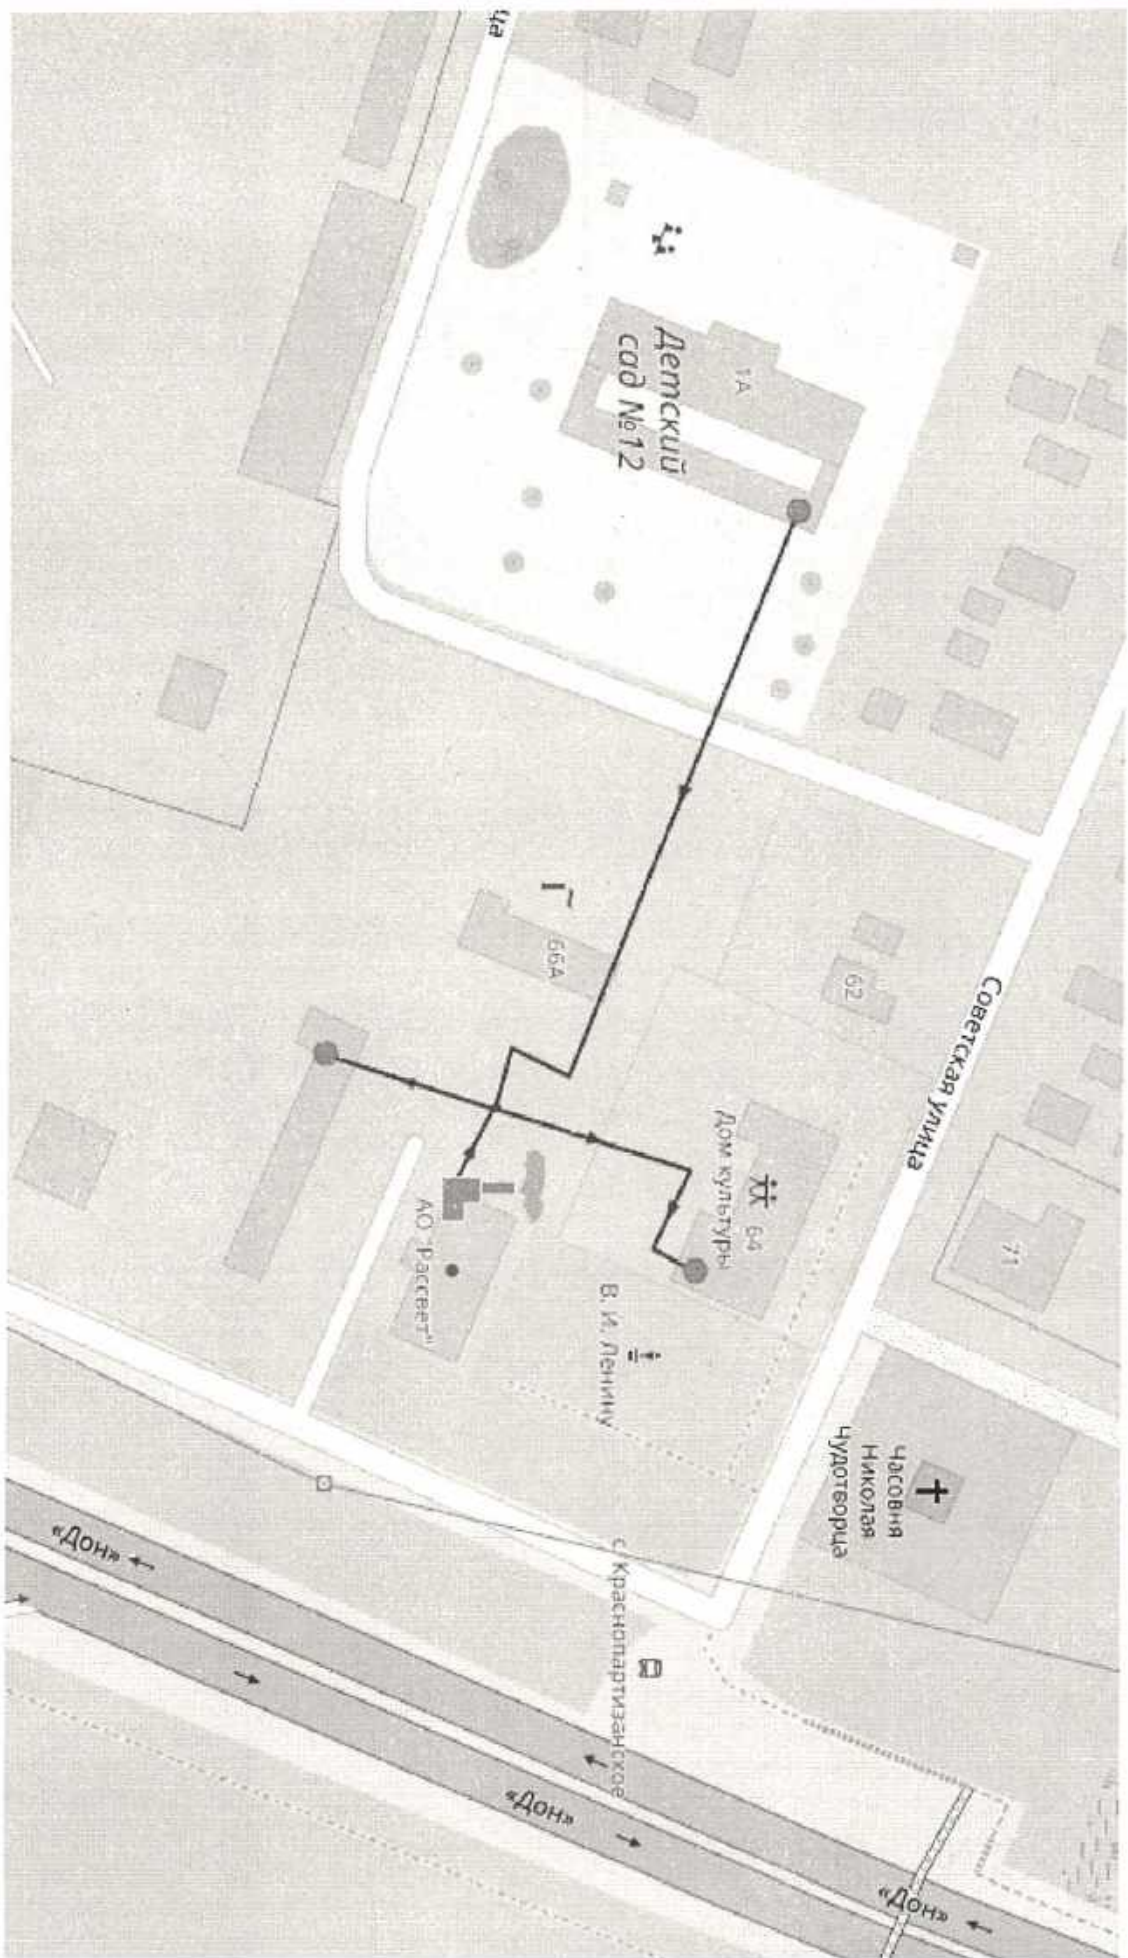 ца
Детский
сад №12
1А
66А
62
Советская улица
Дом культуры
64
71
АО "Рассвет"
В. И. Ленину
Часовня
Николая
Чудотворца
с. Краснопартизанское
«Дон»
«Дон»
«Дон»